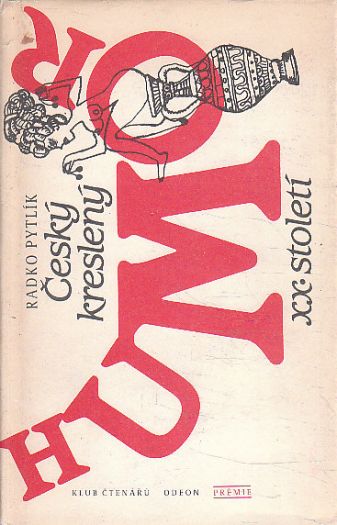 RADKO PYTLÍK
Český
kreslený
HUMOR
xx. století
KLUB ČTENÁŘŮ ODEON PRÉMIE